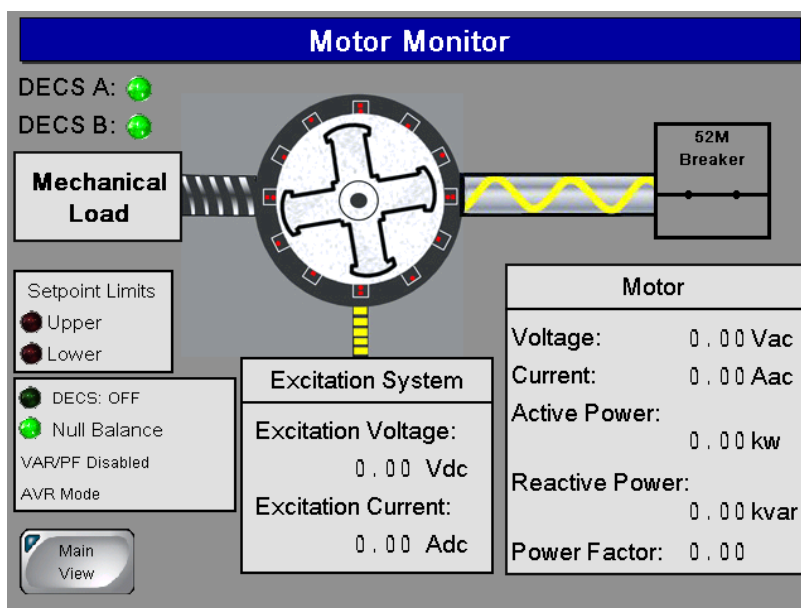 Motor Monitor
DECS A:
DECS B:
Mechanical
Load
52M
Breaker
Setpoint Limits
Upper
Lower
DECS: OFF
Null Balance
VAR/PF Disabled
AVR Mode
Main
View
Excitation System
Excitation Voltage:
0.00 Vdc
Excitation Current:
0.00 Adc
Motor
Voltage: 0.00 Vac
Current: 0.00 Aac
Active Power:
0.00 kw
Reactive Power:
0.00 kvar
Power Factor: 0.00